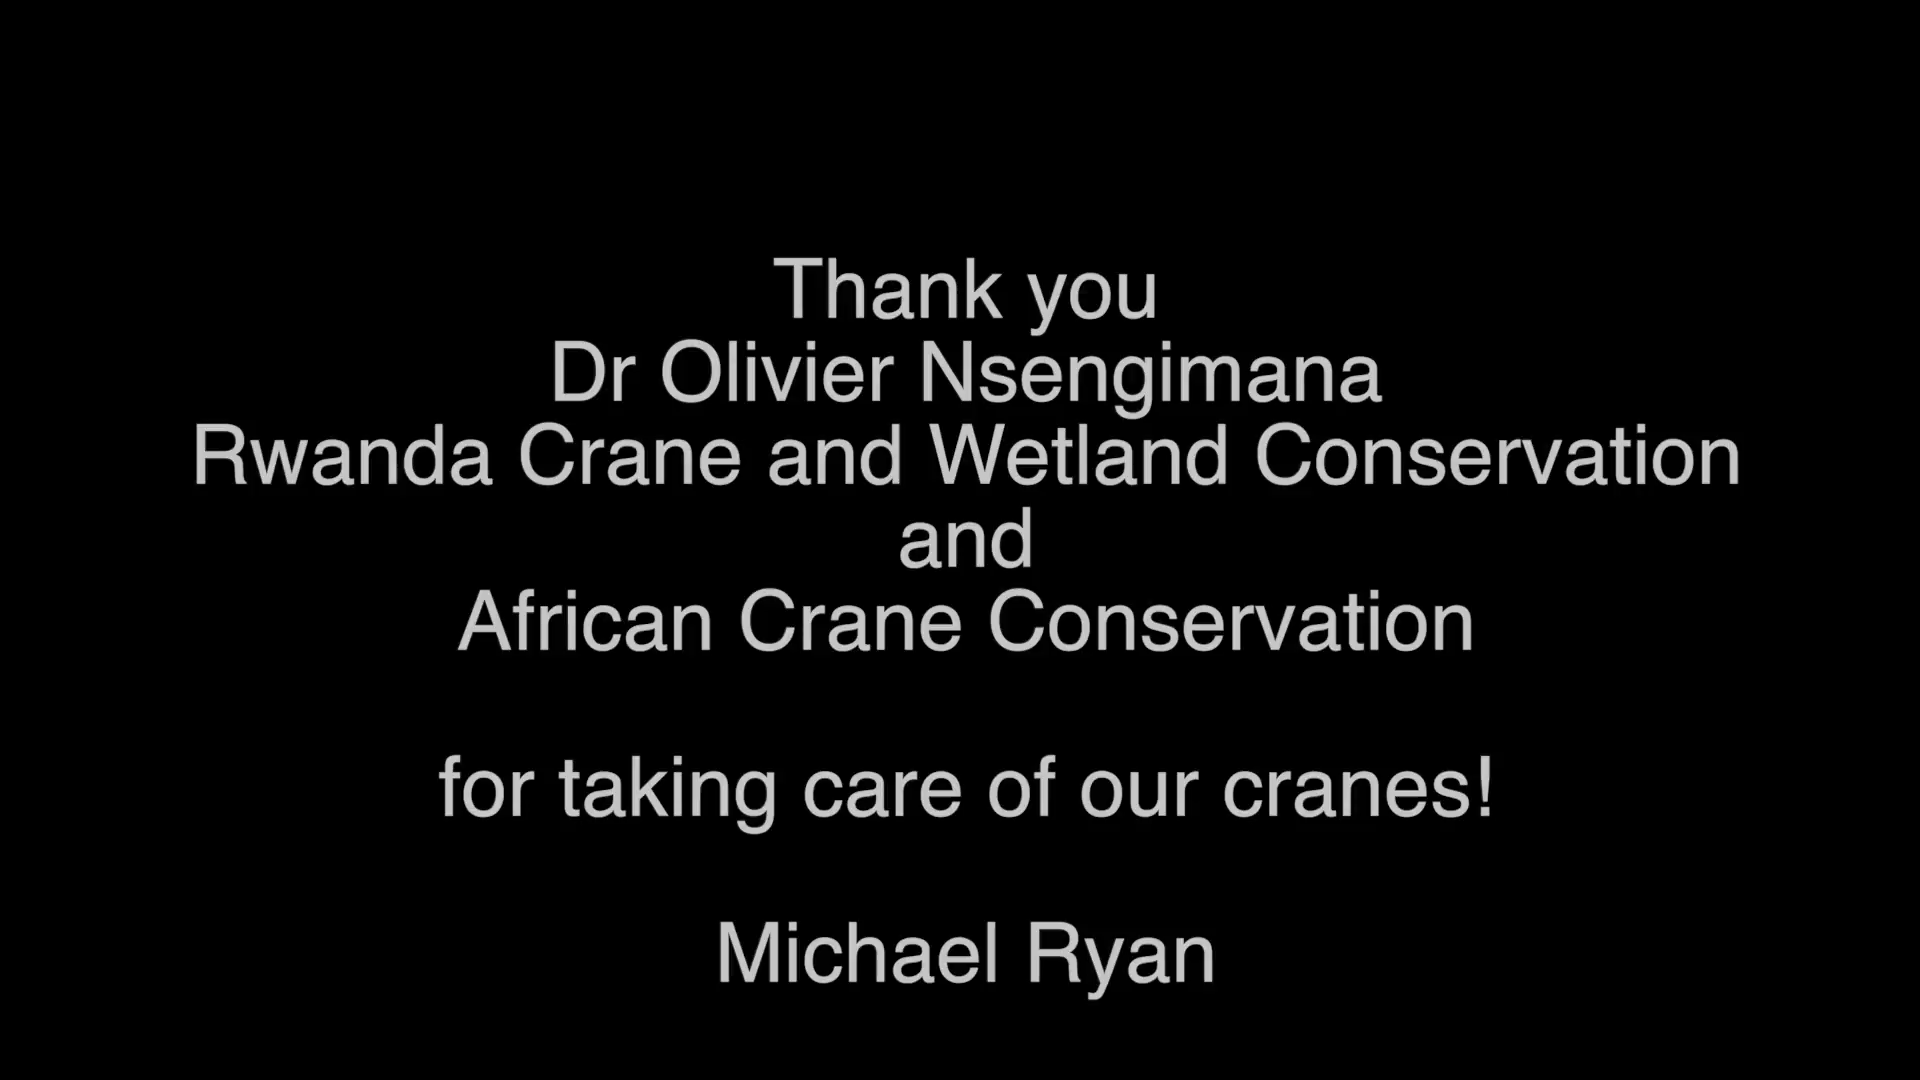 Thank you
Dr Olivier Nsengimana
Rwanda Crane and Wetland Conservation
and
African Crane Conservation
for taking care of our cranes!
Michael Ryan